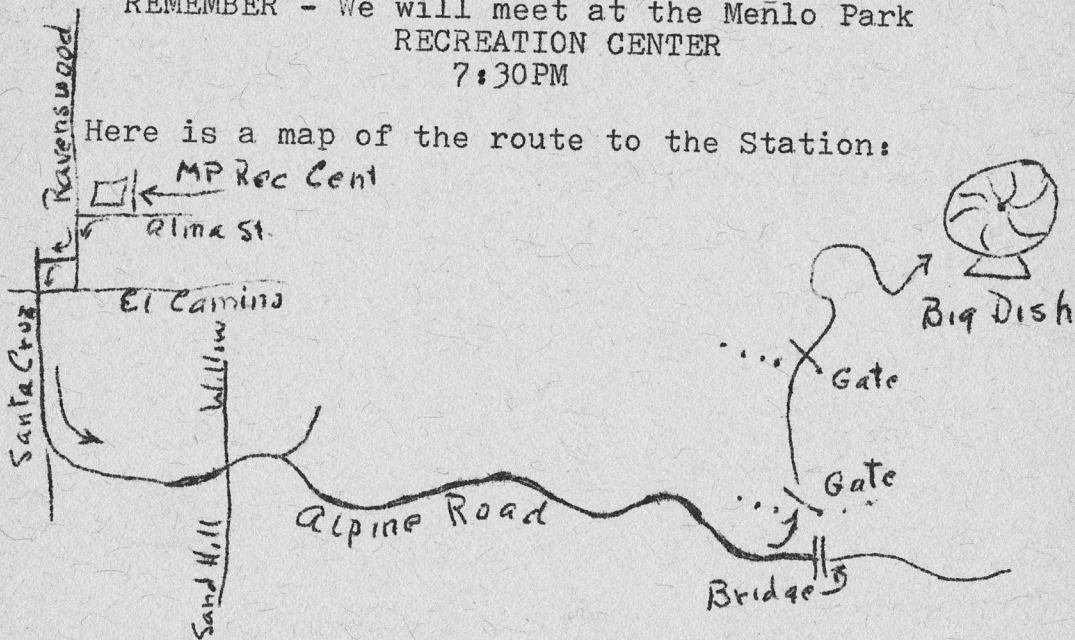 REMEMBER - We will meet at the Menlo Park
RECREATION CENTER
7:30PM
Here is a map of the route to the Station:
Ravenswood
MP Rec Cent
Alma St.
El Camino
Santa Cruz
Willow
Sand Hill
Alpine Road
Bridge
Gate
Gate
Big Dish